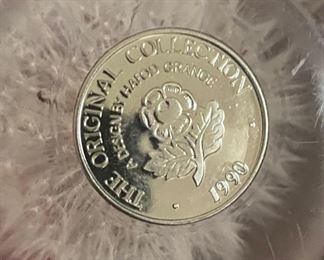 THE ORIGINAL COLLECTION
A DESIGN BY HAFOD GRANGE
1990